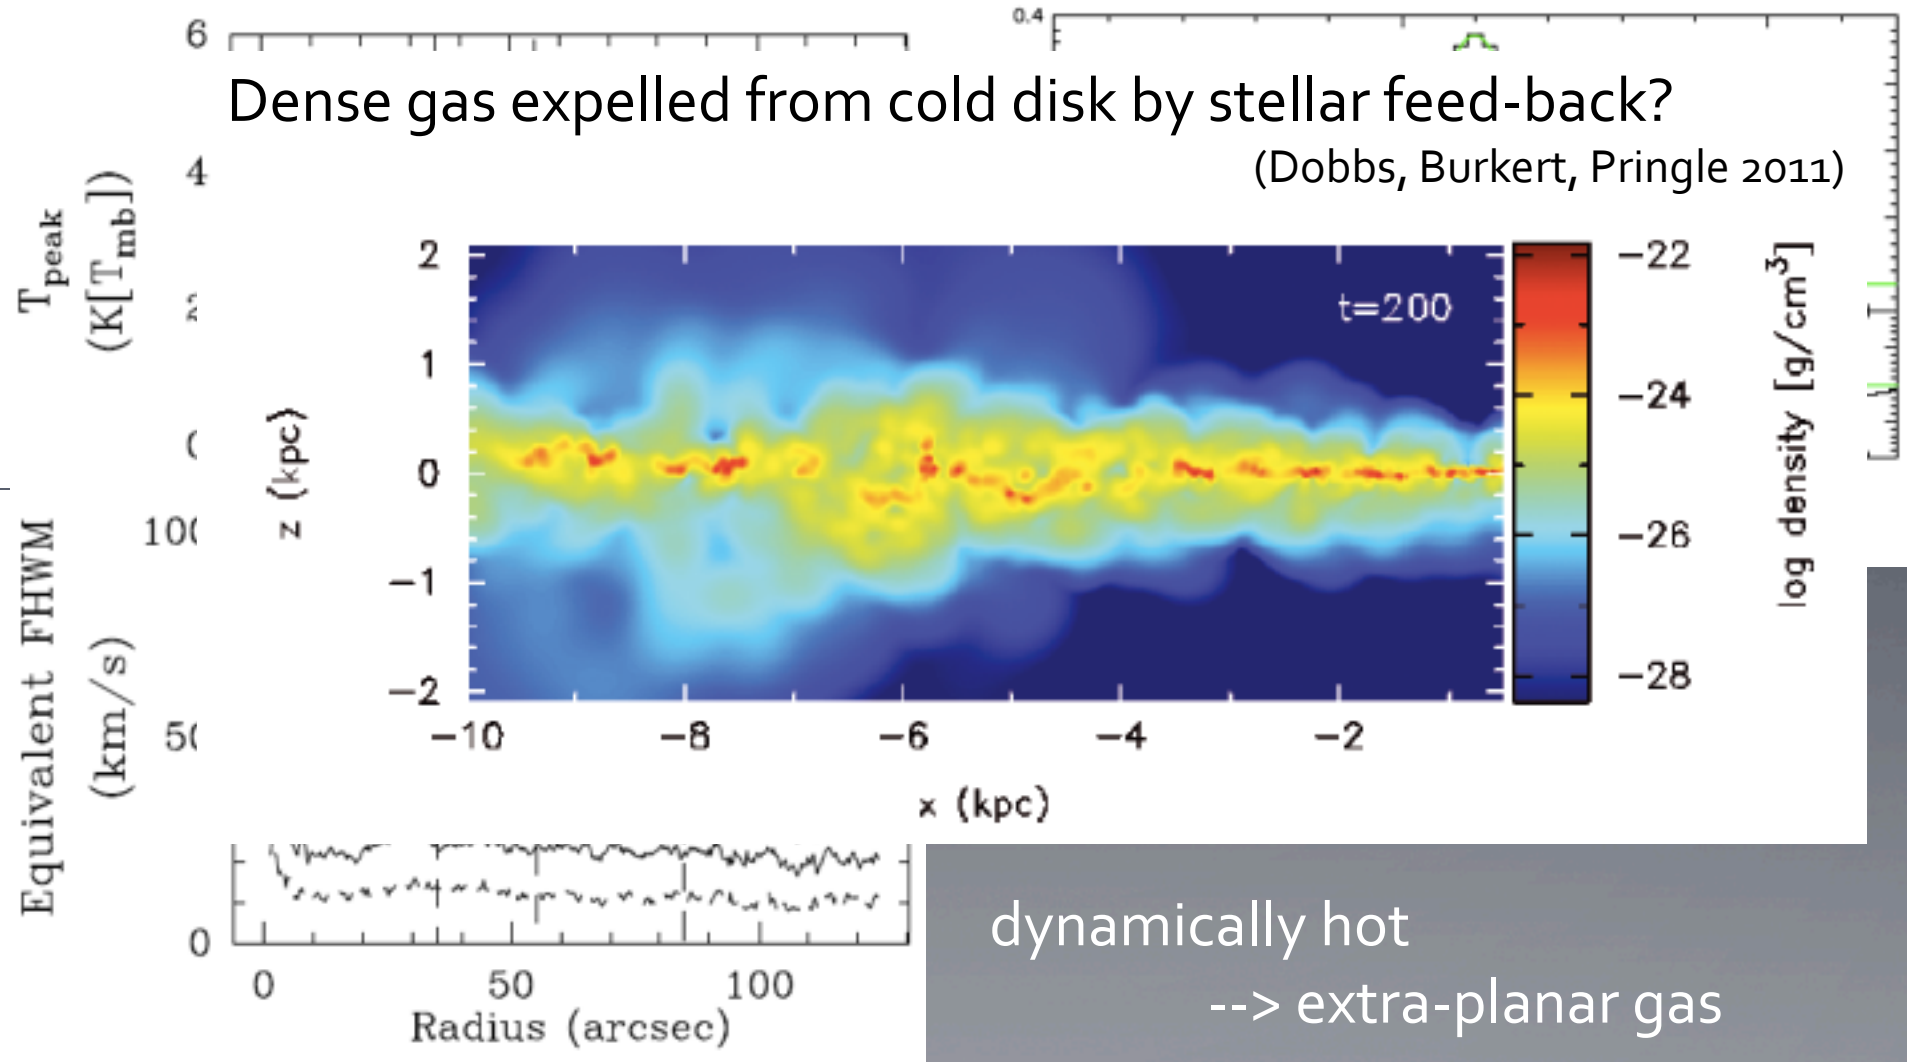 6
0.4
Dense gas expelled from cold disk by stellar feed-back?
(Dobbs, Burkert, Pringle 2011)
4
T_peak
(K[T_mb])
2
−22
t=200
log density [g/cm³]
1
−24
z (kpc)
0
−26
−1
−28
−2
−10 −8 −6 −4 −2
x (kpc)
Equivalent FHWM
(km/s)
0
0 50 100
Radius (arcsec)
dynamically hot
--> extra-planar gas